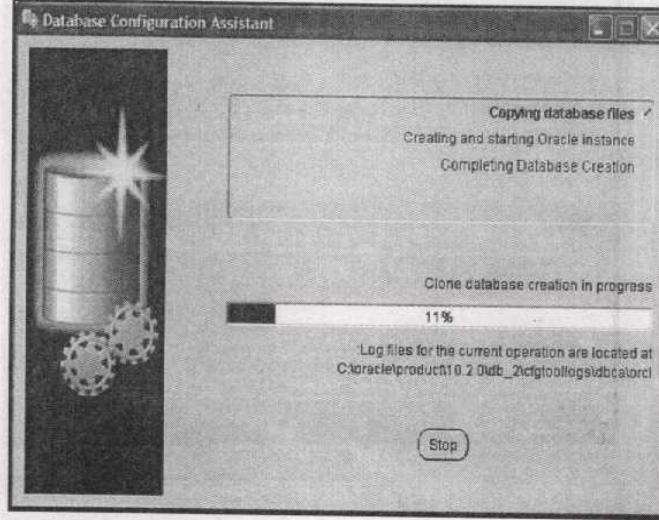 Database Configuration Assistant
Copying database files
Creating and starting Oracle instance
Completing Database Creation
Clone database creation in progress
11%
Log files for the current operation are located at
C:\oracle\product\10.2.0\db_2\cfgtoollogs\dbca\orcl
Stop